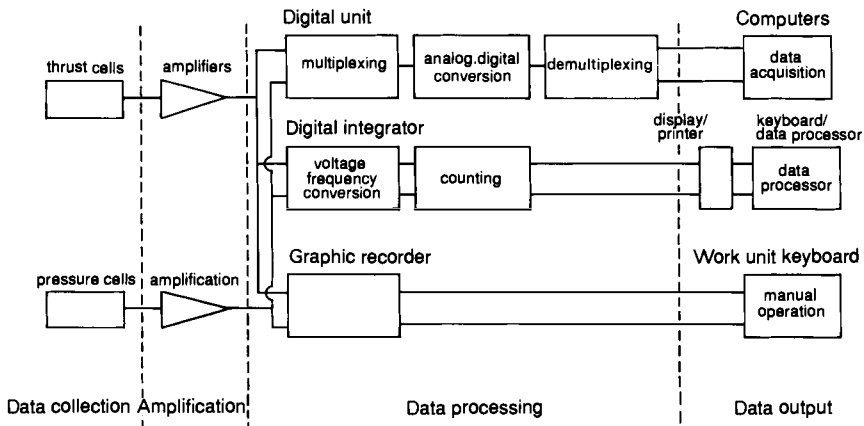 Digital unit
Computers
thrust cells
amplifiers
multiplexing
analog.digital
conversion
demultiplexing
data
acquisition
Digital integrator
display/
printer
keyboard/
data processor
voltage
frequency
conversion
counting
data
processor
Graphic recorder
Work unit keyboard
pressure cells
amplification
manual
operation
Data collection
Amplification
Data processing
Data output